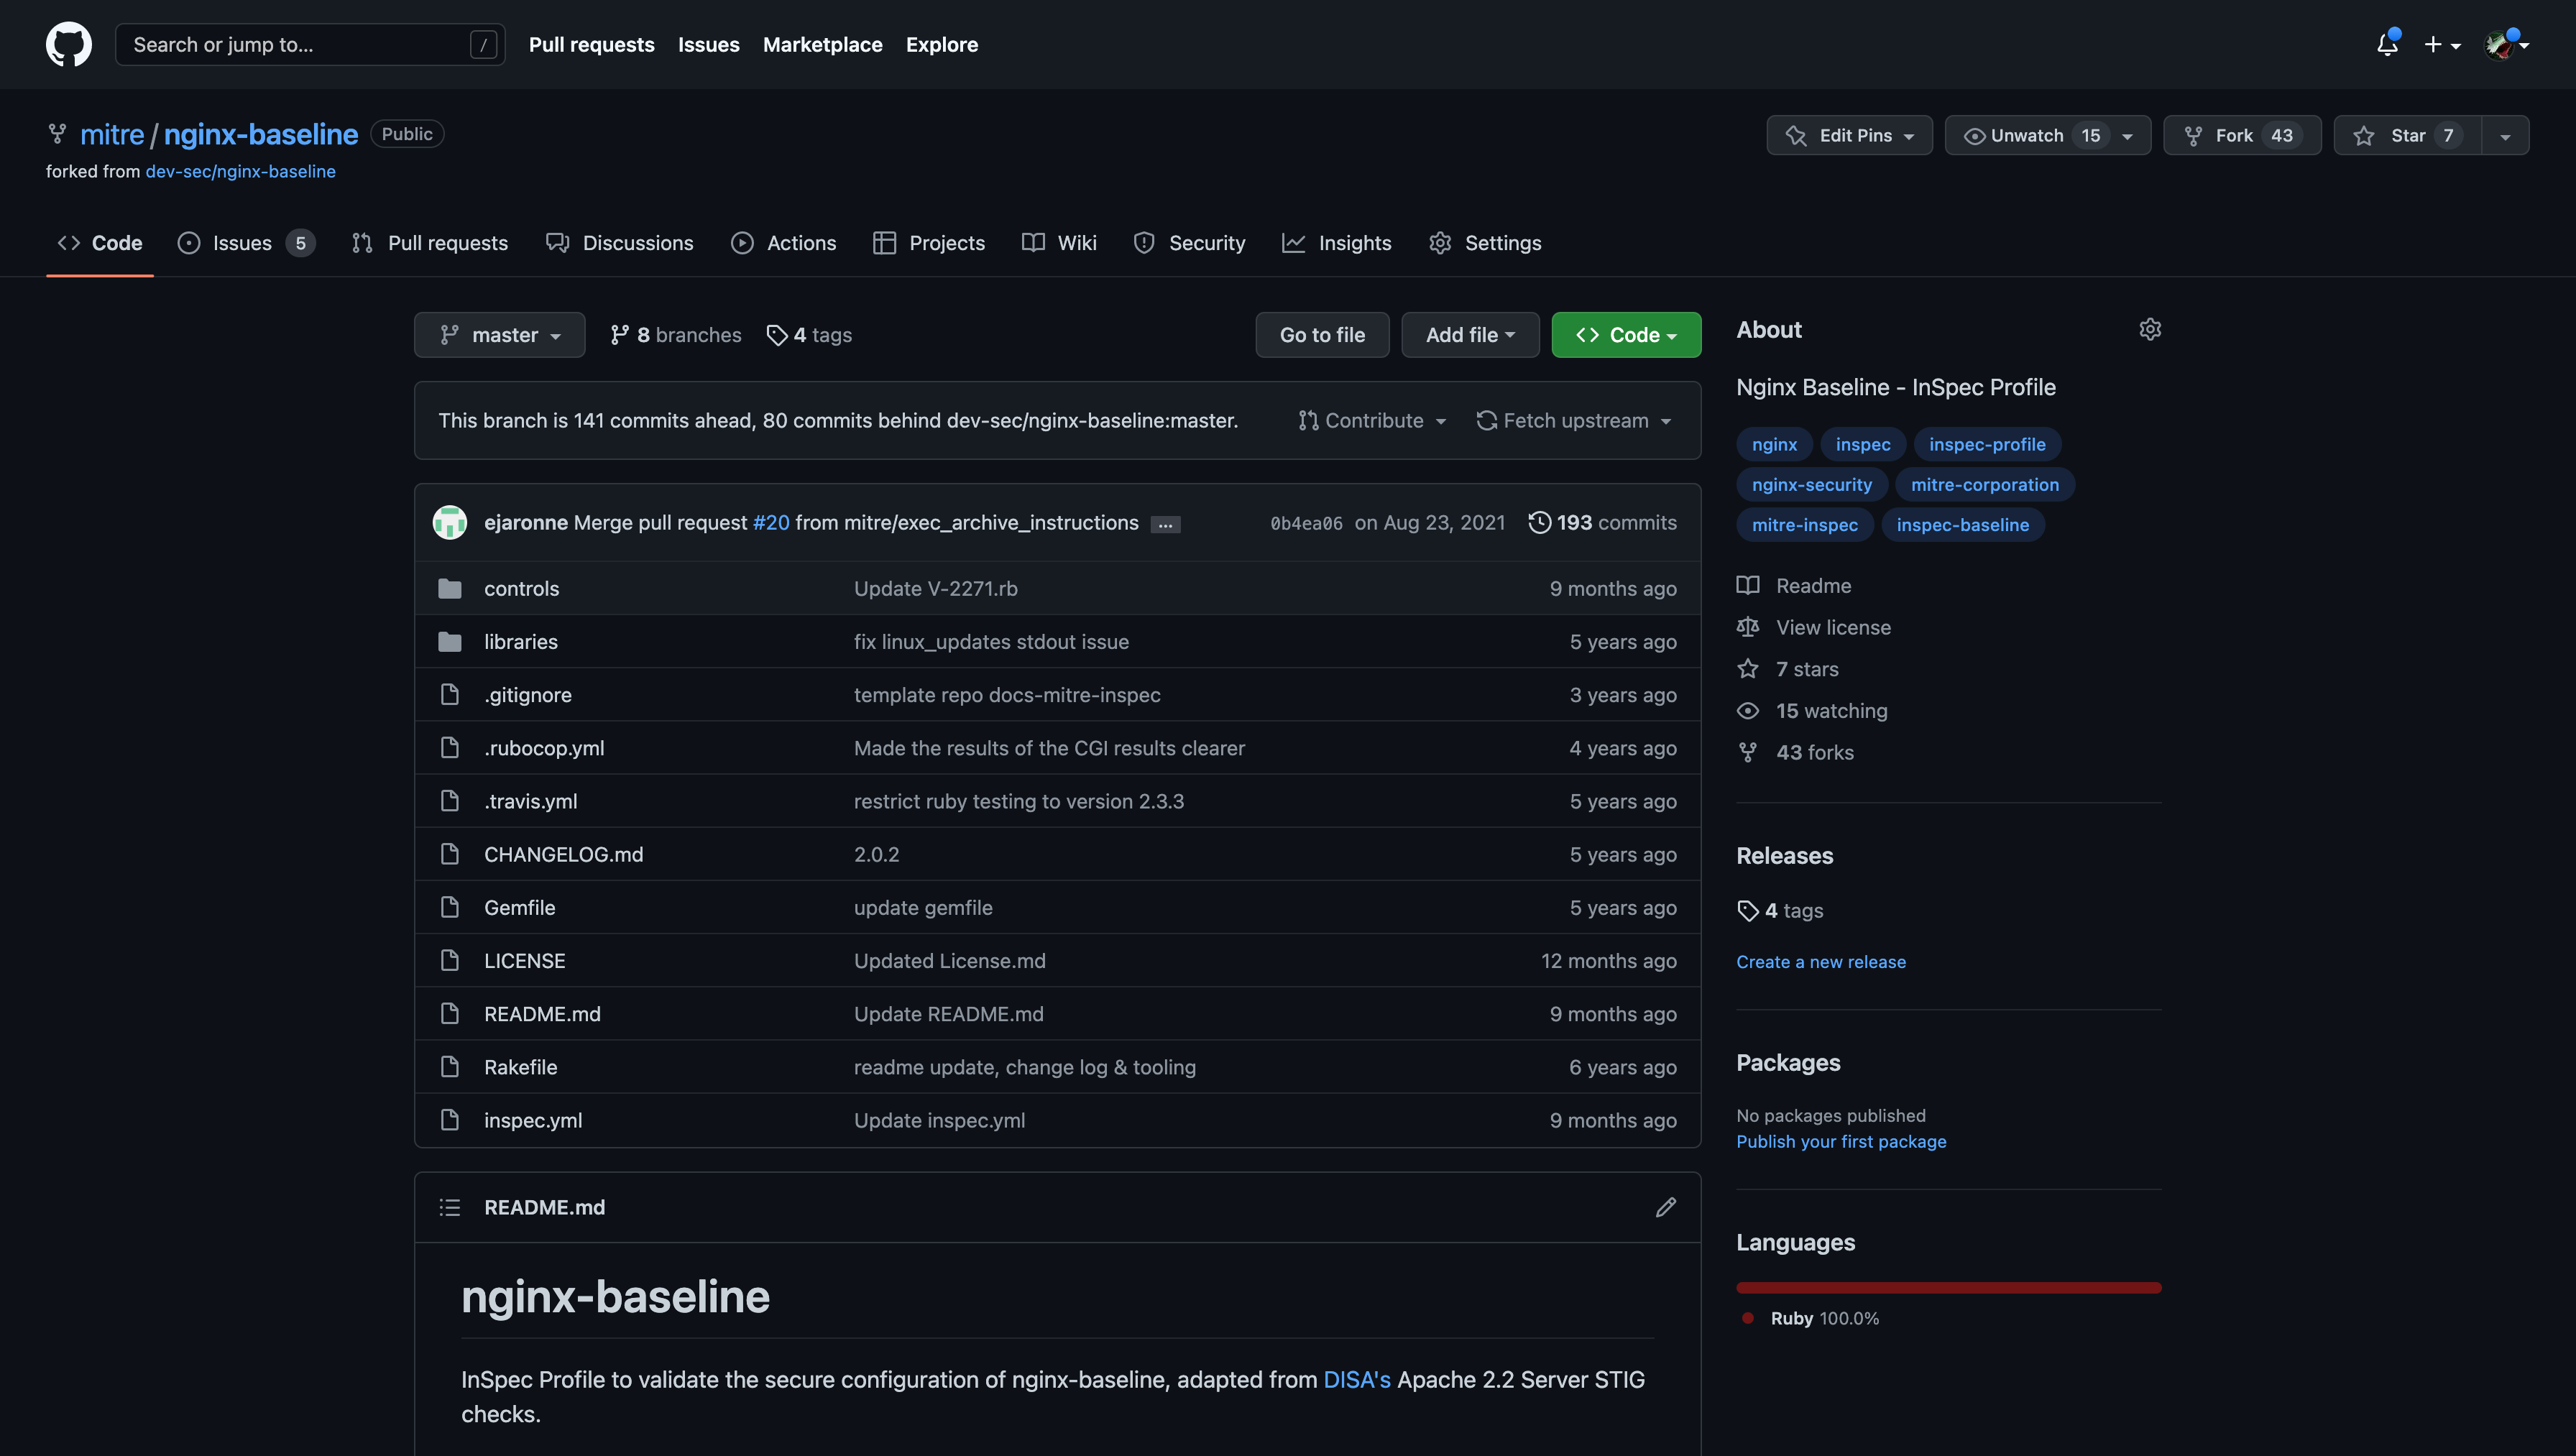 Search or jump to... /
Pull requests Issues Marketplace Explore
mitre / nginx-baseline Public
forked from dev-sec/nginx-baseline
Edit Pins Unwatch 15 Fork 43 Star 7
Code Issues 5 Pull requests Discussions Actions Projects Wiki Security Insights Settings
master 8 branches 4 tags Go to file Add file Code
This branch is 141 commits ahead, 80 commits behind dev-sec/nginx-baseline:master. Contribute Fetch upstream
ejaronne Merge pull request #20 from mitre/exec_archive_instructions ... 0b4ea06 on Aug 23, 2021 193 commits
controls Update V-2271.rb 9 months ago
libraries fix linux_updates stdout issue 5 years ago
.gitignore template repo docs-mitre-inspec 3 years ago
.rubocop.yml Made the results of the CGI results clearer 4 years ago
.travis.yml restrict ruby testing to version 2.3.3 5 years ago
CHANGELOG.md 2.0.2 5 years ago
Gemfile update gemfile 5 years ago
LICENSE Updated License.md 12 months ago
README.md Update README.md 9 months ago
Rakefile readme update, change log & tooling 6 years ago
inspec.yml Update inspec.yml 9 months ago
README.md
nginx-baseline
InSpec Profile to validate the secure configuration of nginx-baseline, adapted from DISA's Apache 2.2 Server STIG
checks.
About
Nginx Baseline - InSpec Profile
nginx inspec inspec-profile
nginx-security mitre-corporation
mitre-inspec inspec-baseline
Readme
View license
7 stars
15 watching
43 forks
Releases
4 tags
Create a new release
Packages
No packages published
Publish your first package
Languages
Ruby 100.0%